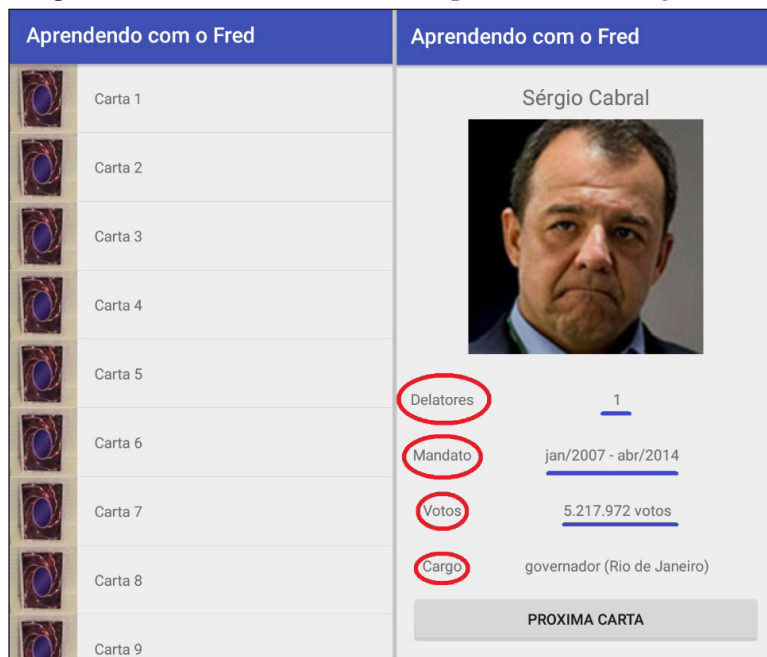 Aprendendo com o Fred
Carta 1
Carta 2
Carta 3
Carta 4
Carta 5
Carta 6
Carta 7
Carta 8
Carta 9
Aprendendo com o Fred
Sérgio Cabral
Delatores 1
Mandato jan/2007 - abr/2014
Votos 5.217.972 votos
Cargo governador (Rio de Janeiro)
PROXIMA CARTA